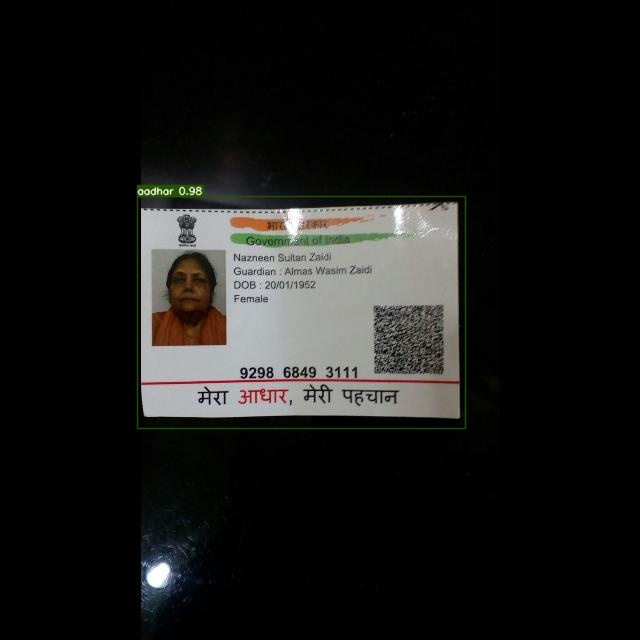 aadhar 0.98
भारत सरकार
Government of India
Nazneen Sultan Zaidi
Guardian : Almas Wasim Zaidi
DOB : 20/01/1952
Female
9298 6849 3111
मेरा आधार, मेरी पहचान